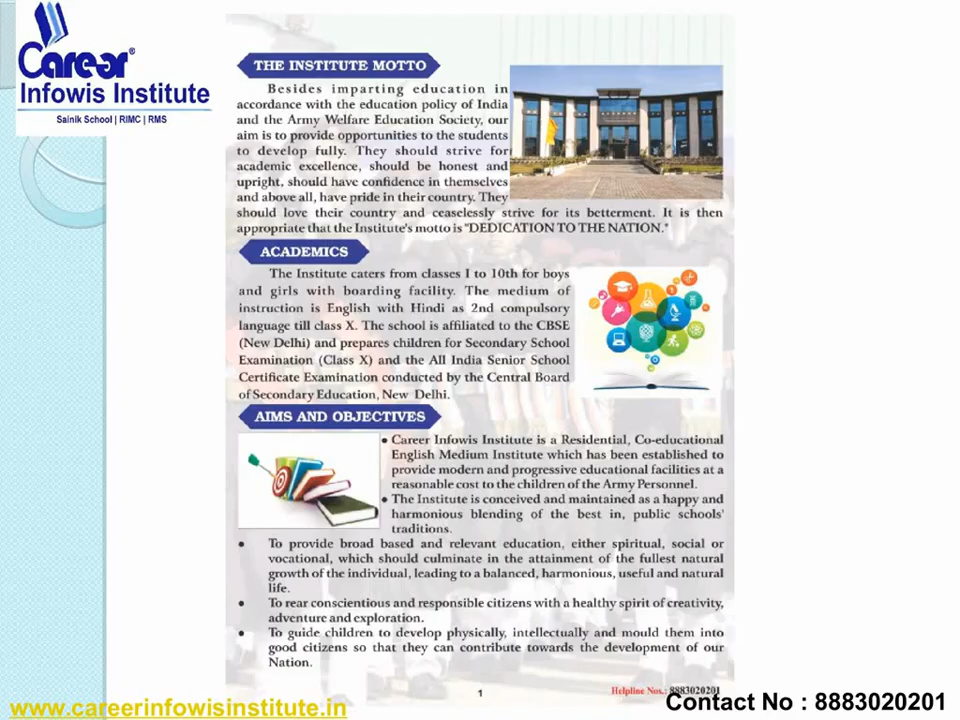 Career®
Infowis Institute
Sainik School | RIMC | RMS
THE INSTITUTE MOTTO
Besides imparting education in
accordance with the education policy of India
and the Army Welfare Education Society, our
aim is to provide opportunities to the students
to develop fully. They should strive for
academic excellence, should be honest and
upright, should have confidence in themselves
and above all, have pride in their country. They
should love their country and ceaselessly strive for its betterment. It is then
appropriate that the Institute's motto is "DEDICATION TO THE NATION."
ACADEMICS
The Institute caters from classes I to 10th for boys
and girls with boarding facility. The medium of
instruction is English with Hindi as 2nd compulsory
language till class X. The school is affiliated to the CBSE
(New Delhi) and prepares children for Secondary School
Examination (Class X) and the All India Senior School
Certificate Examination conducted by the Central Board
of Secondary Education, New Delhi.
AIMS AND OBJECTIVES
• Career Infowis Institute is a Residential, Co-educational
English Medium Institute which has been established to
provide modern and progressive educational facilities at a
reasonable cost to the children of the Army Personnel.
• The Institute is conceived and maintained as a happy and
harmonious blending of the best in, public schools'
traditions.
• To provide broad based and relevant education, either spiritual, social or
vocational, which should culminate in the attainment of the fullest natural
growth of the individual, leading to a balanced, harmonious, useful and natural
life.
• To rear conscientious and responsible citizens with a healthy spirit of creativity,
adventure and exploration.
• To guide children to develop physically, intellectually and mould them into
good citizens so that they can contribute towards the development of our
Nation.
1
Helpline Nos.: 8883020201
www.careerinfowisinstitute.in
Contact No : 8883020201